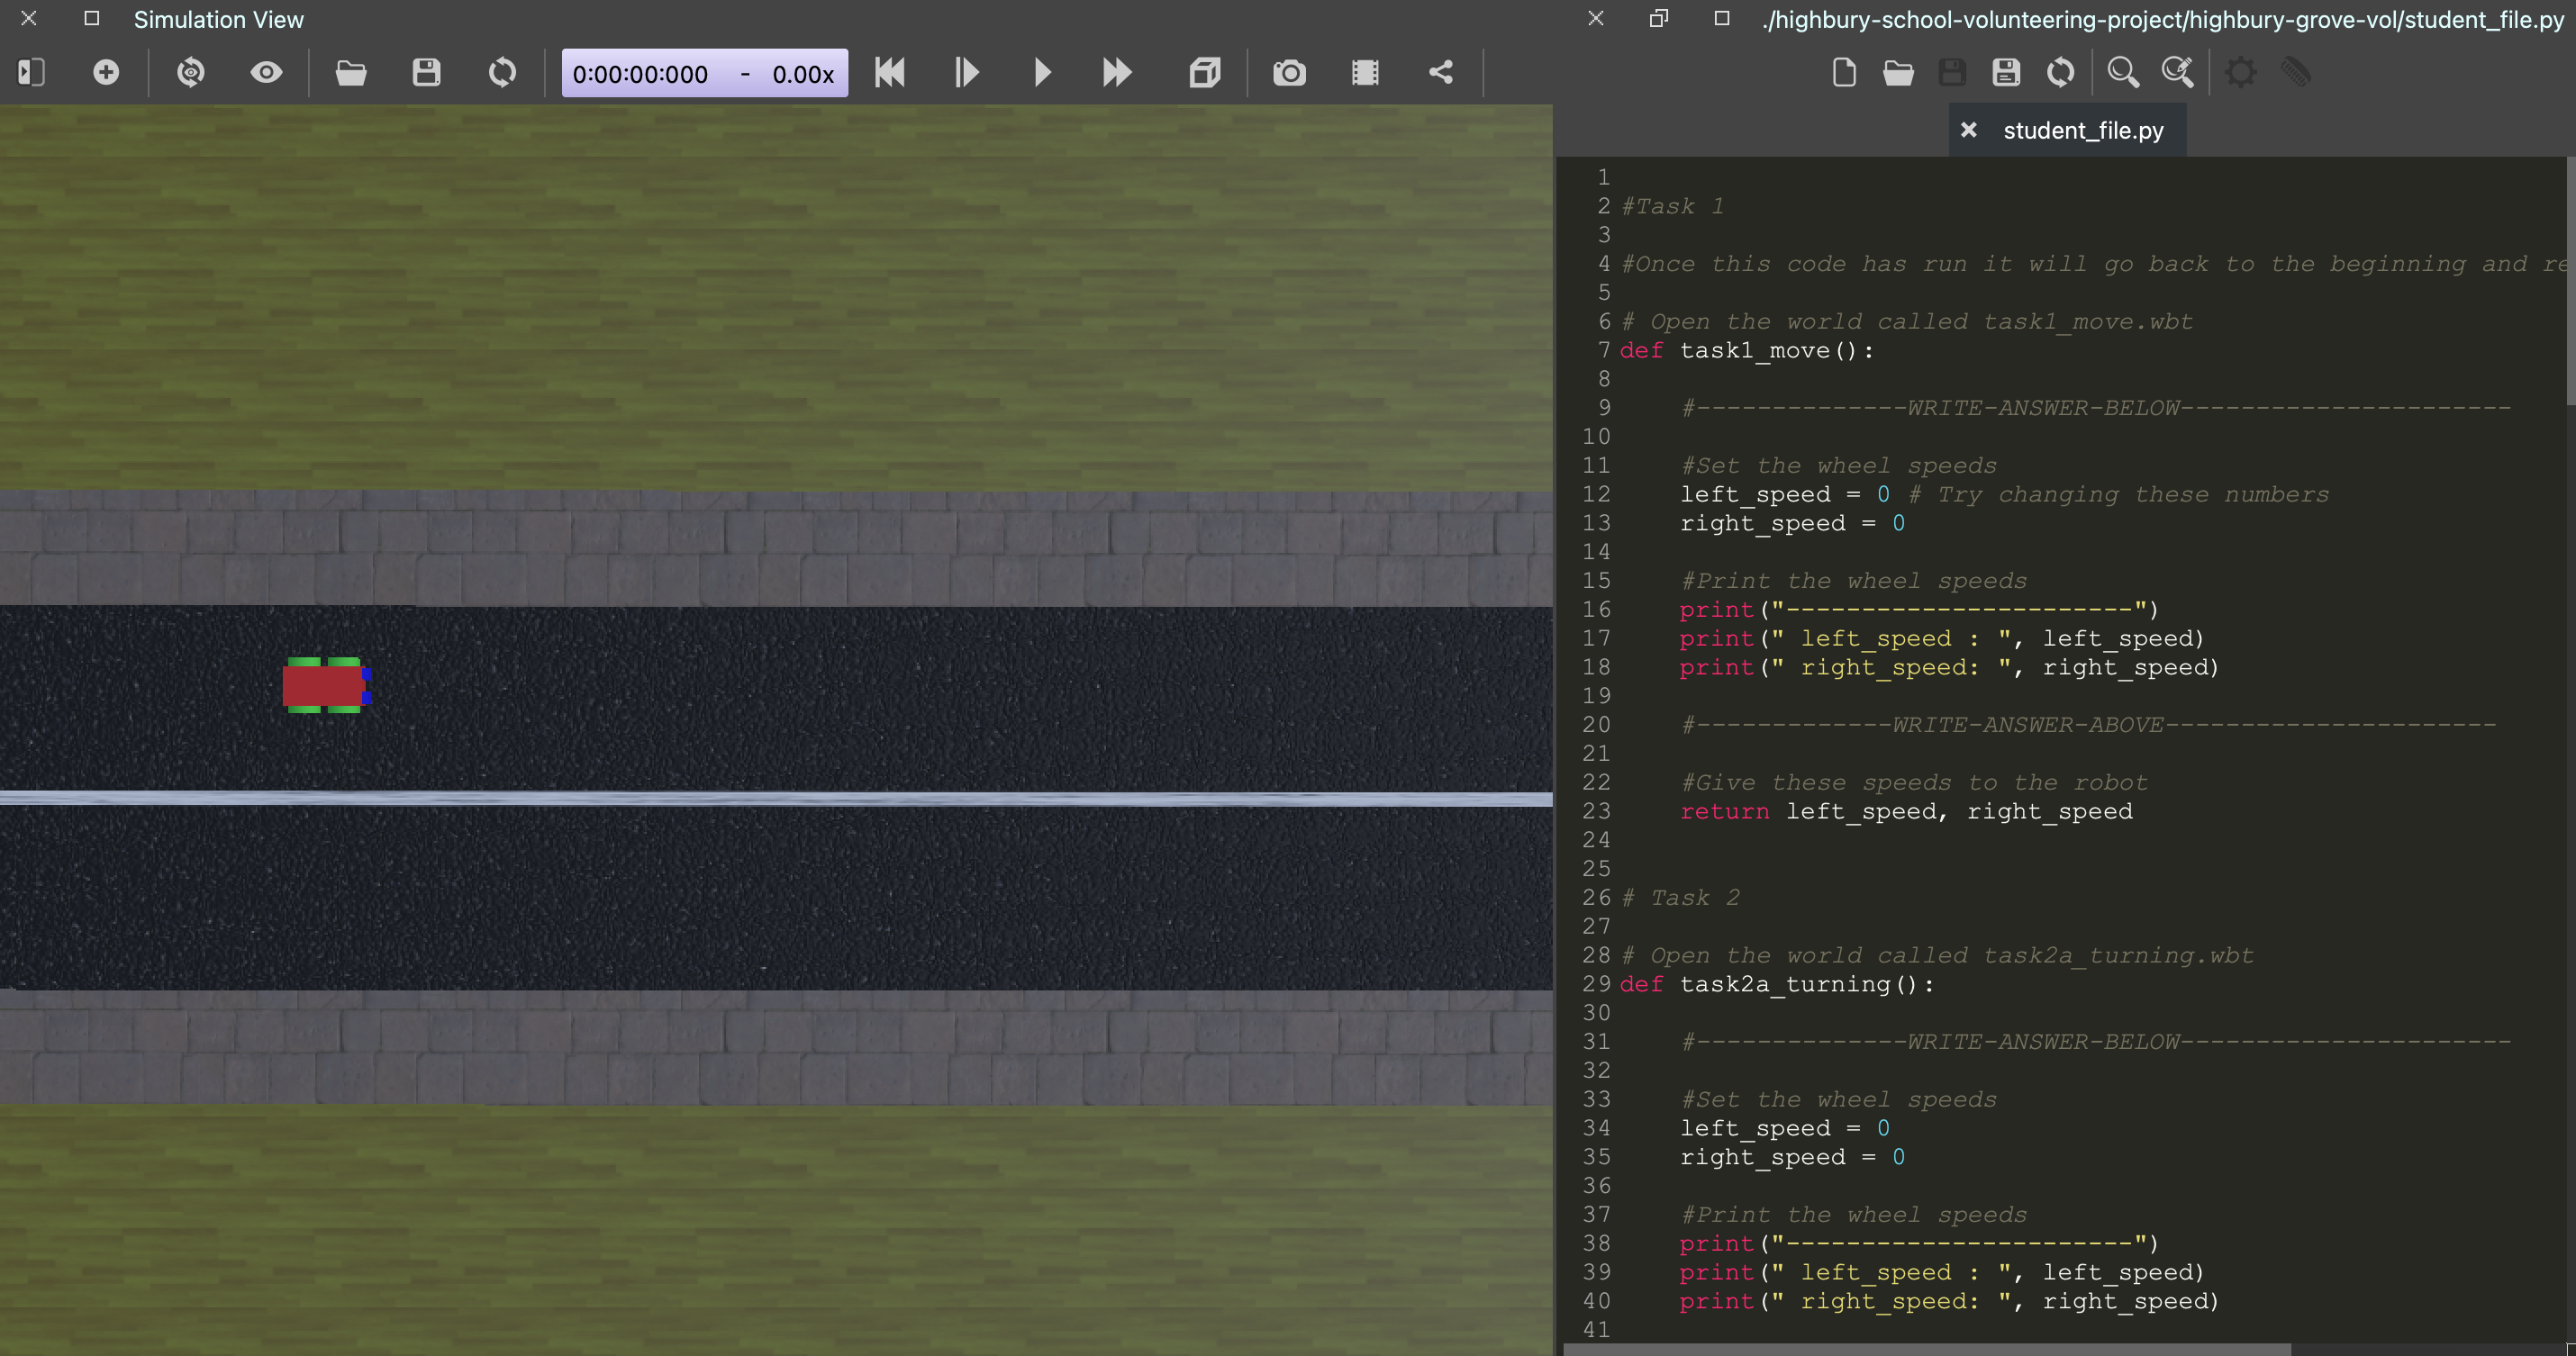 Simulation View
0:00:00:000 - 0.00x
./highbury-school-volunteering-project/highbury-grove-vol/student_file.py
student_file.py
1
2 #Task 1
3
4 #Once this code has run it will go back to the beginning and re
5
6 # Open the world called task1_move.wbt
7 def task1_move():
8
9 #--------------WRITE-ANSWER-BELOW----------------------
10
11 #Set the wheel speeds
12 left_speed = 0 # Try changing these numbers
13 right_speed = 0
14
15 #Print the wheel speeds
16 print("-----------------------")
17 print(" left_speed : ", left_speed)
18 print(" right_speed: ", right_speed)
19
20 #-------------WRITE-ANSWER-ABOVE----------------------
21
22 #Give these speeds to the robot
23 return left_speed, right_speed
24
25
26 # Task 2
27
28 # Open the world called task2a_turning.wbt
29 def task2a_turning():
30
31 #--------------WRITE-ANSWER-BELOW----------------------
32
33 #Set the wheel speeds
34 left_speed = 0
35 right_speed = 0
36
37 #Print the wheel speeds
38 print("-----------------------")
39 print(" left_speed : ", left_speed)
40 print(" right_speed: ", right_speed)
41